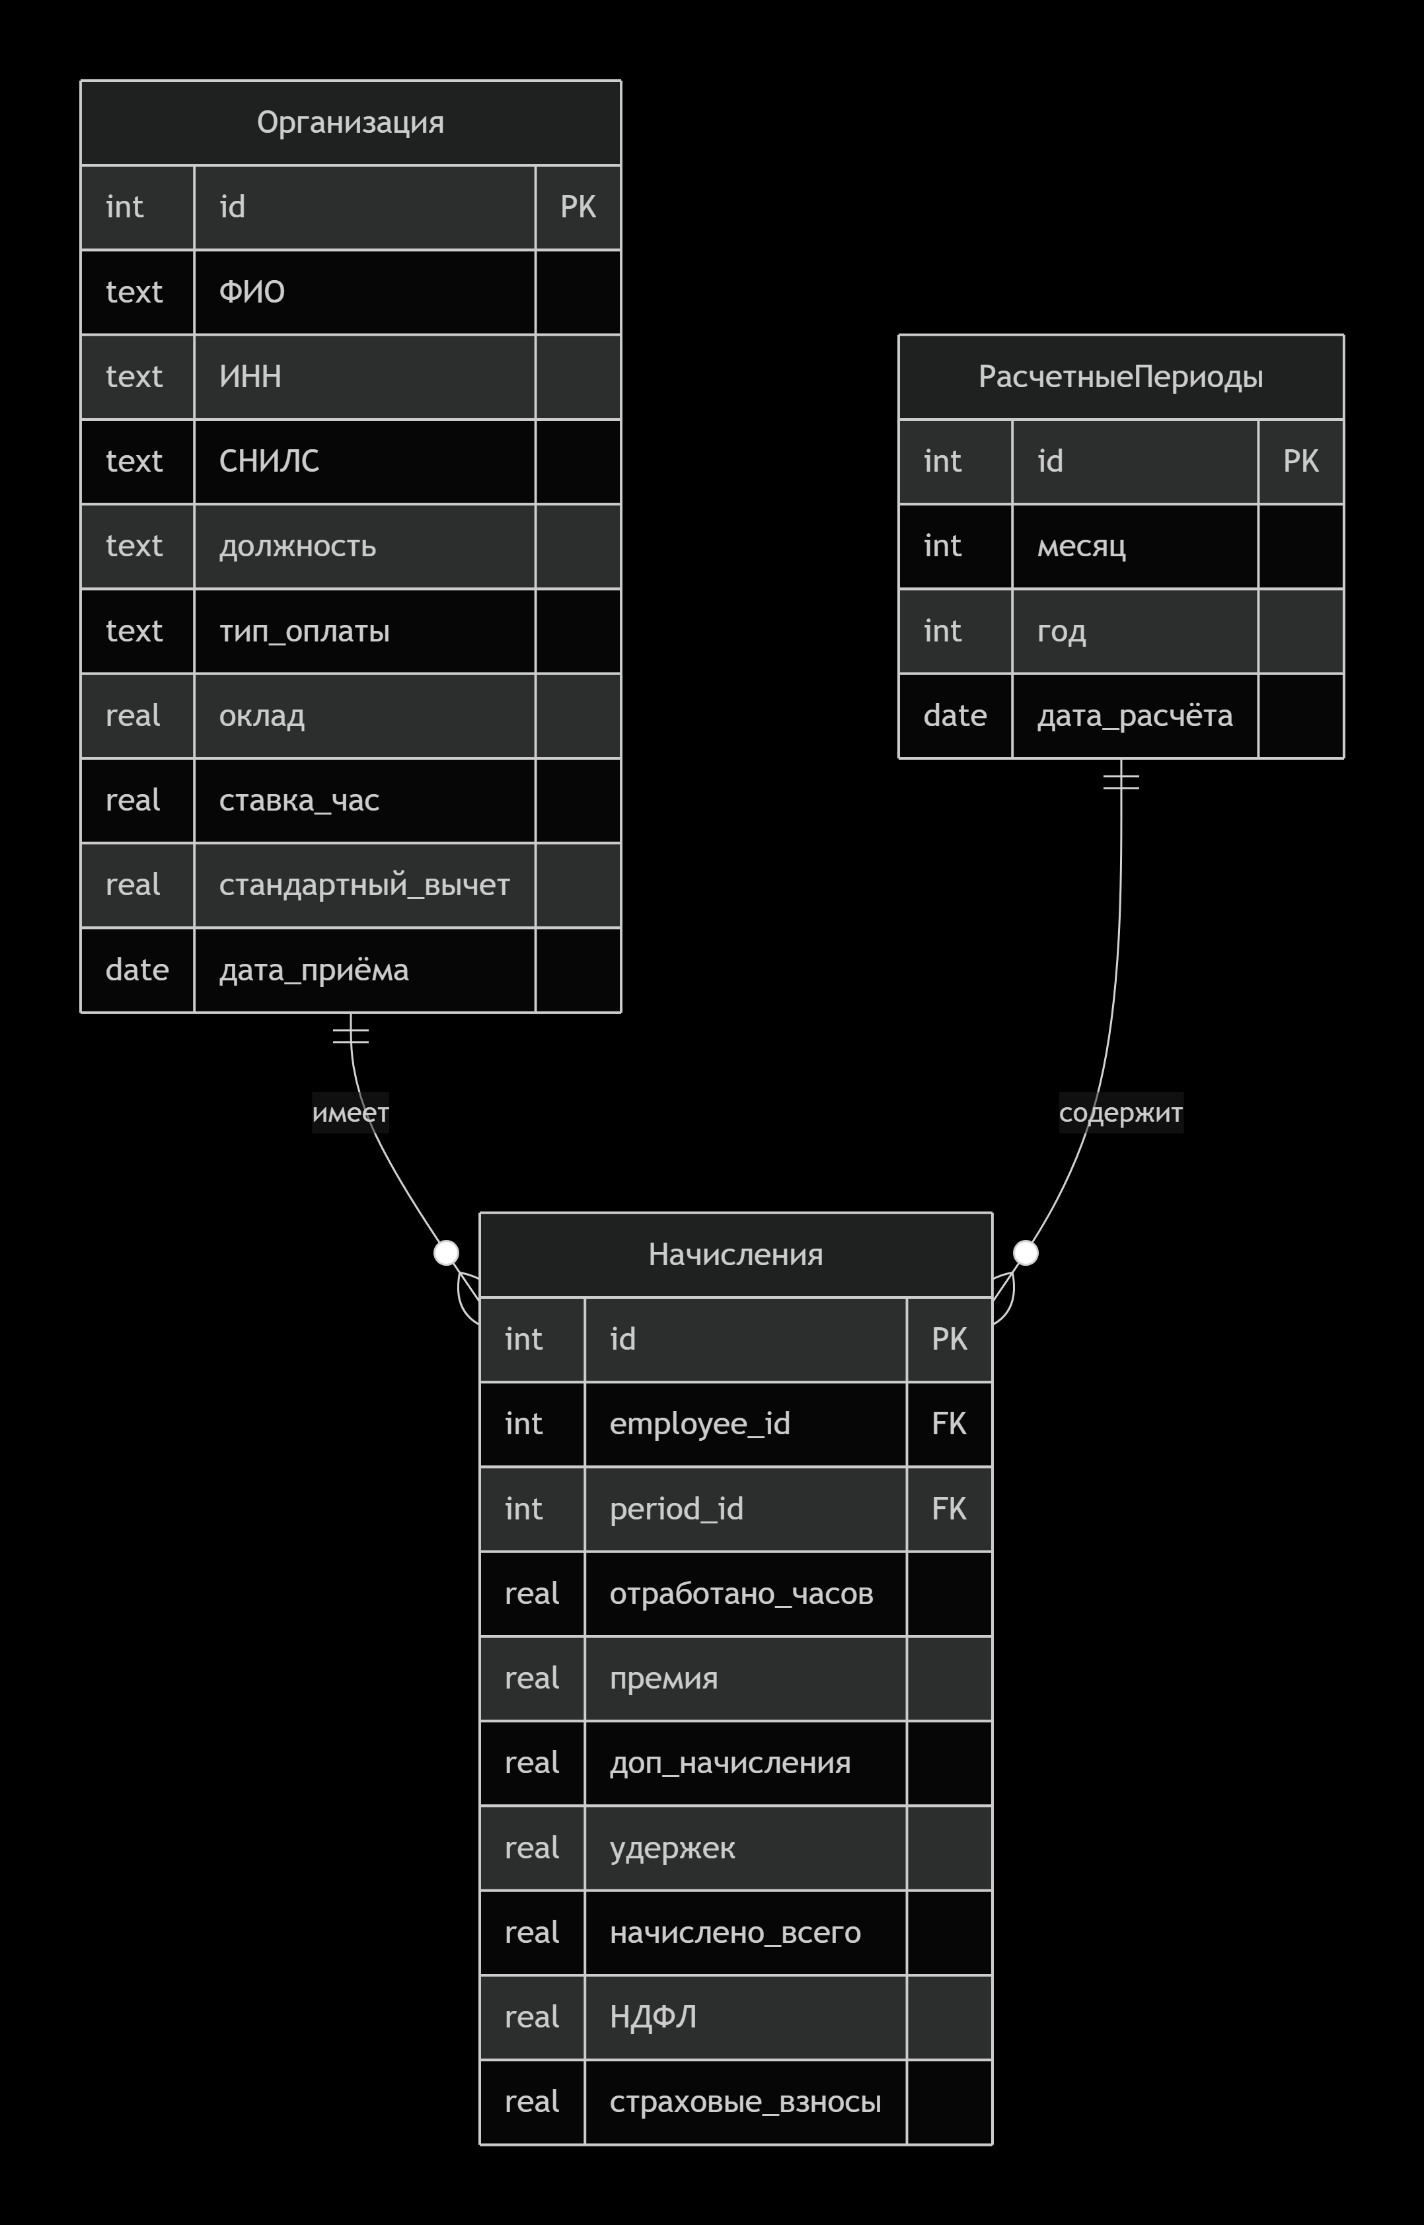 Организация
int id PK
text ФИО
text ИНН
text СНИЛС
text должность
text тип_оплаты
real оклад
real ставка_час
real стандартный_вычет
date дата_приёма
РасчетныеПериоды
int id PK
int месяц
int год
date дата_расчёта
имеет
содержит
Начисления
int id PK
int employee_id FK
int period_id FK
real отработано_часов
real премия
real доп_начисления
real удержек
real начислено_всего
real НДФЛ
real страховые_взносы